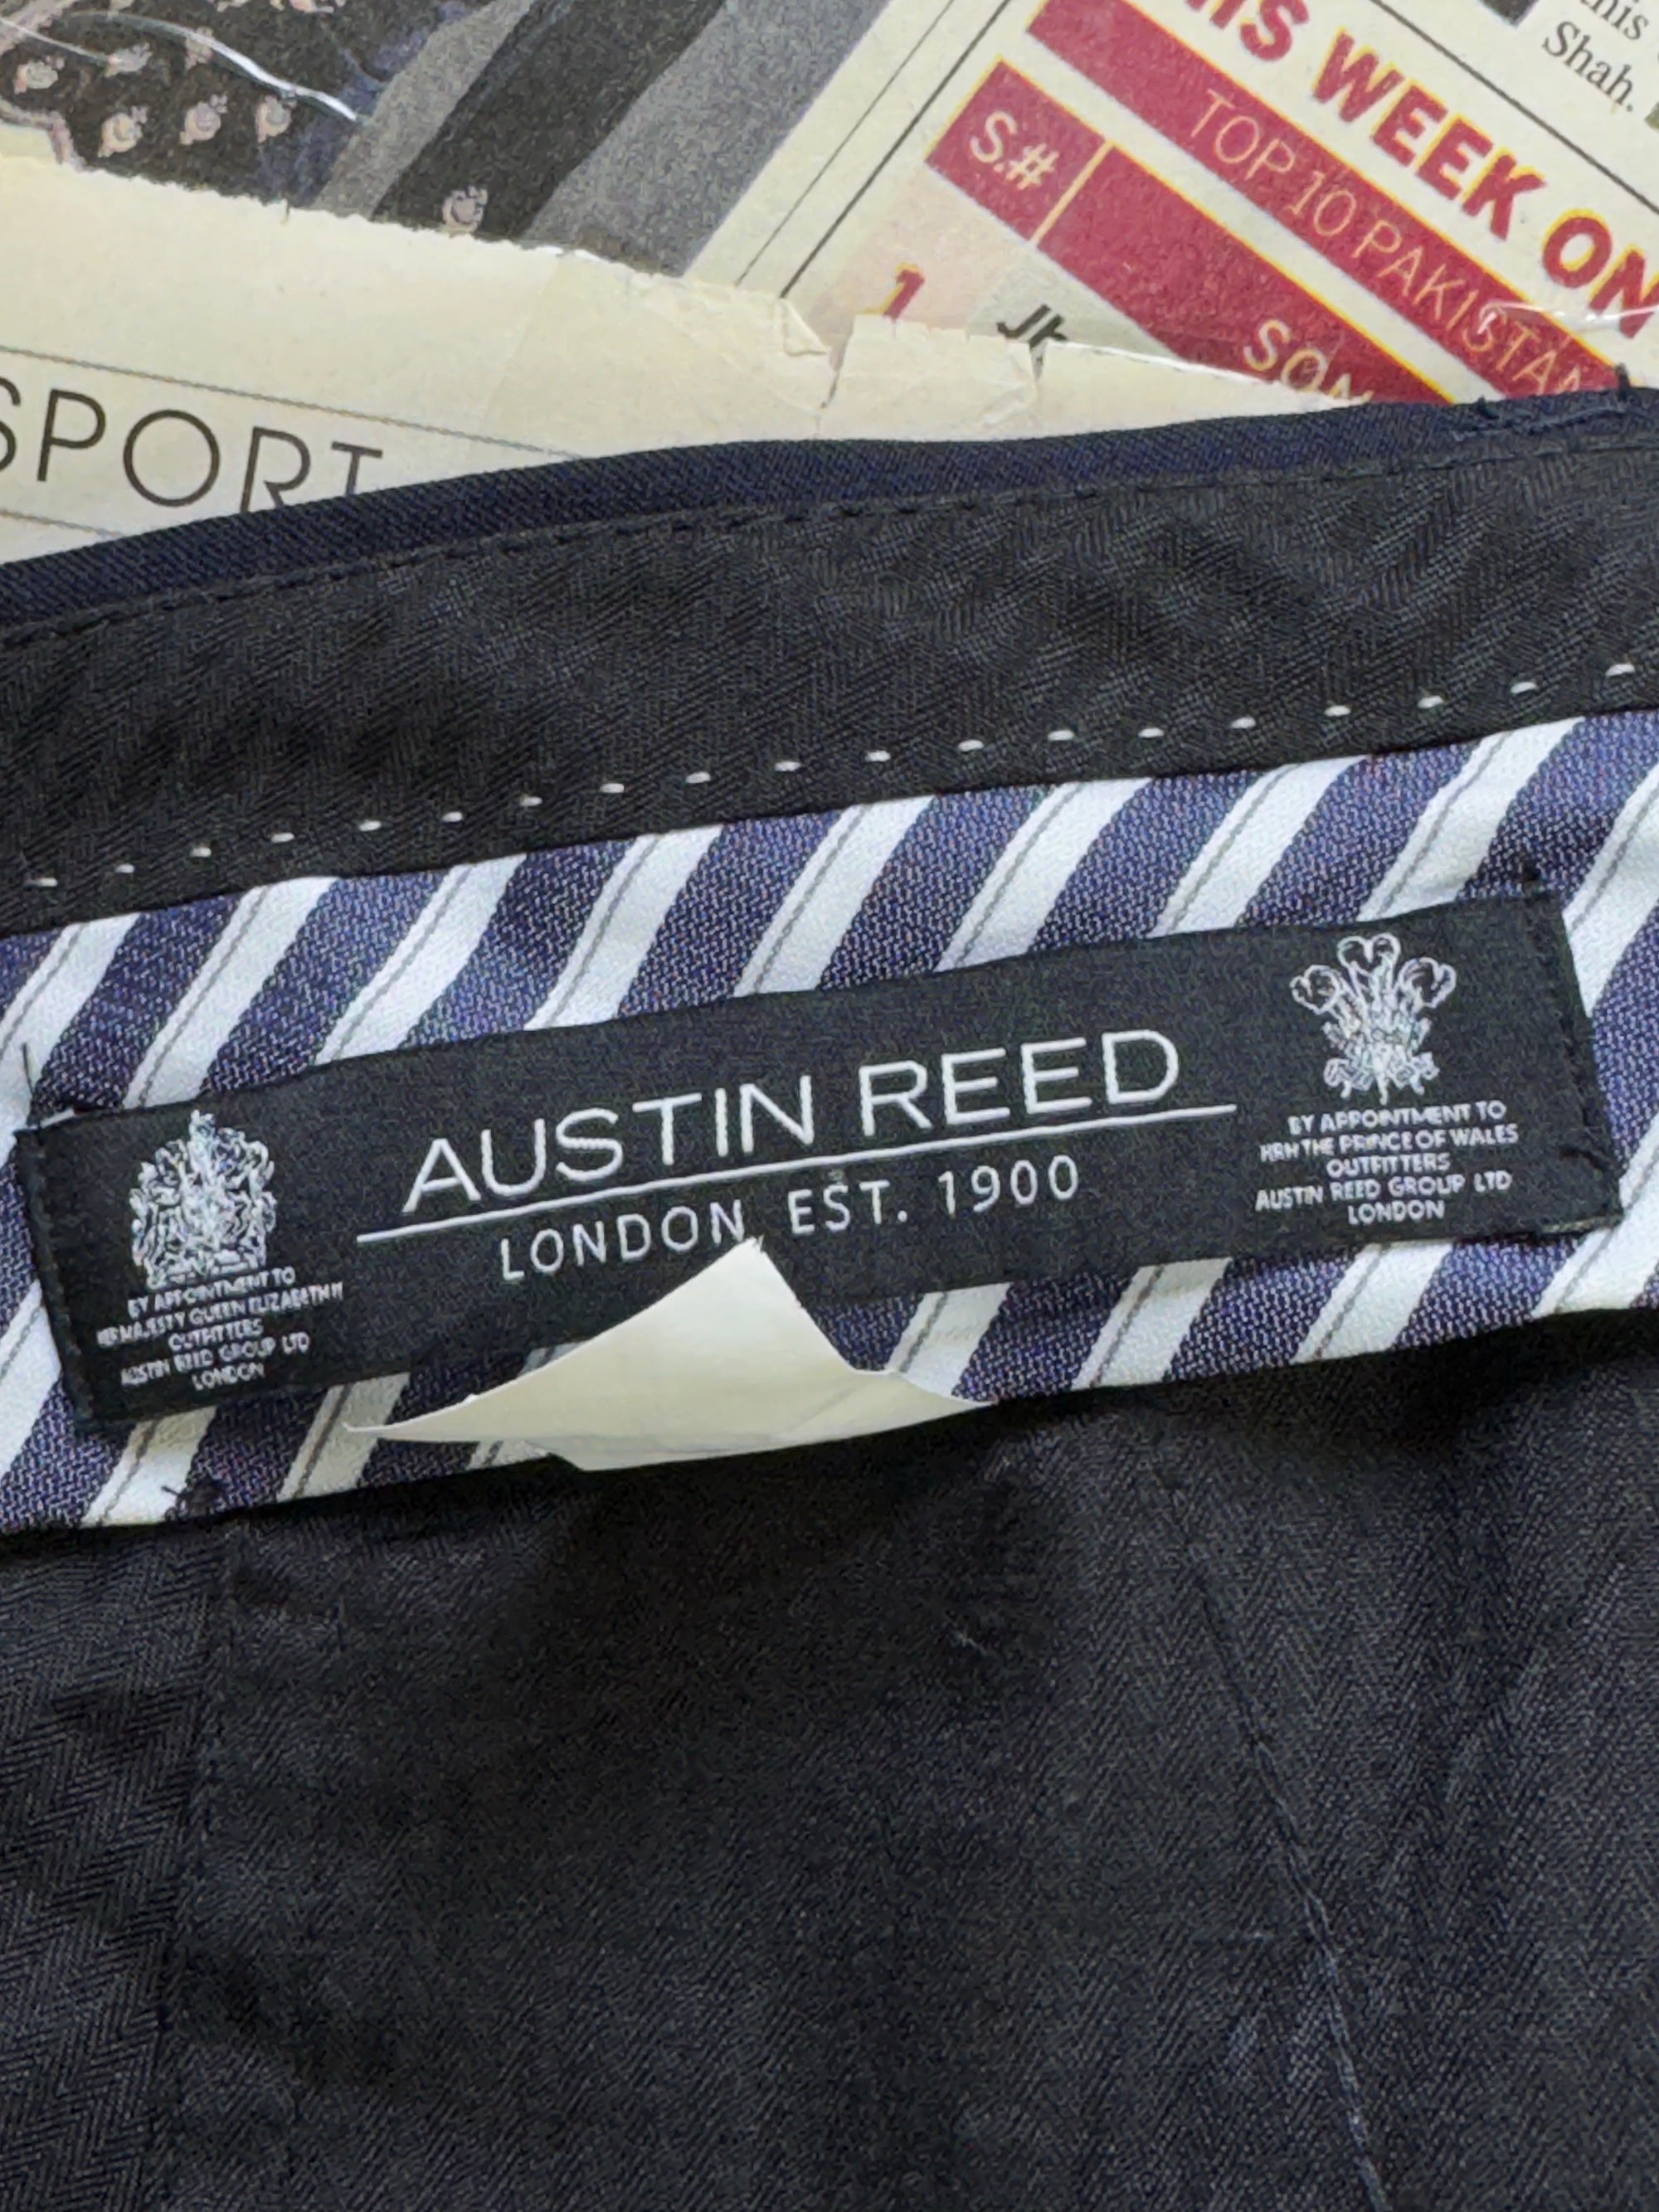 this
Shah.
WEEK ON
TOP 10 PAKISTAN
S.#
SON
1
SPORT
AUSTIN REED
LONDON EST. 1900
BY APPOINTMENT TO
HER MAJESTY QUEEN ELIZABETH II
OUTFITTERS
AUSTIN REED GROUP LTD
LONDON
BY APPOINTMENT TO
HRH THE PRINCE OF WALES
OUTFITTERS
AUSTIN REED GROUP LTD
LONDON